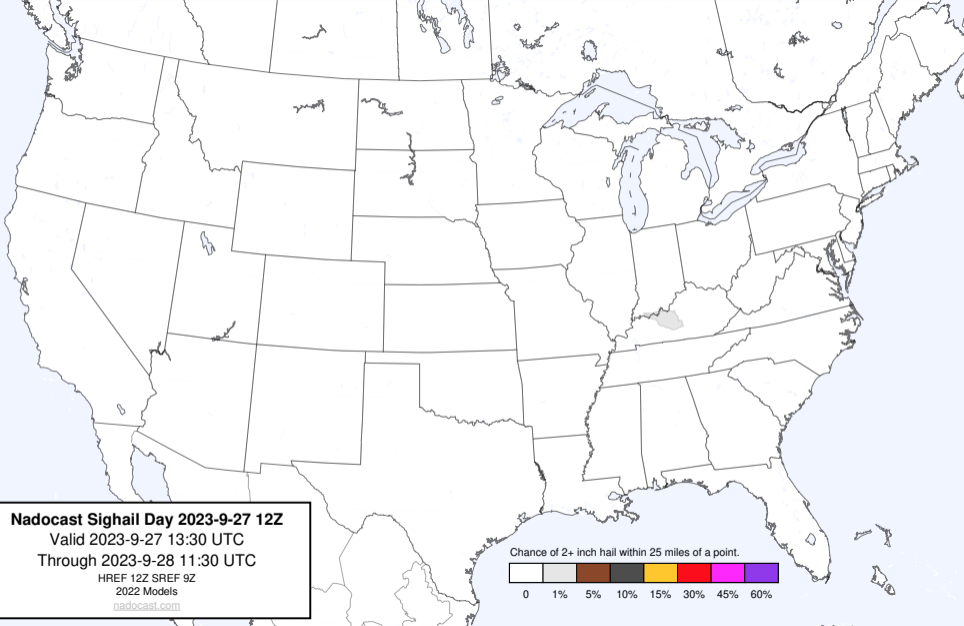 Nadocast Sighail Day 2023-9-27 12Z
Valid 2023-9-27 13:30 UTC
Through 2023-9-28 11:30 UTC
HREF 12Z SREF 9Z
2022 Models
nadocast.com
Chance of 2+ inch hail within 25 miles of a point.
0 1% 5% 10% 15% 30% 45% 60%